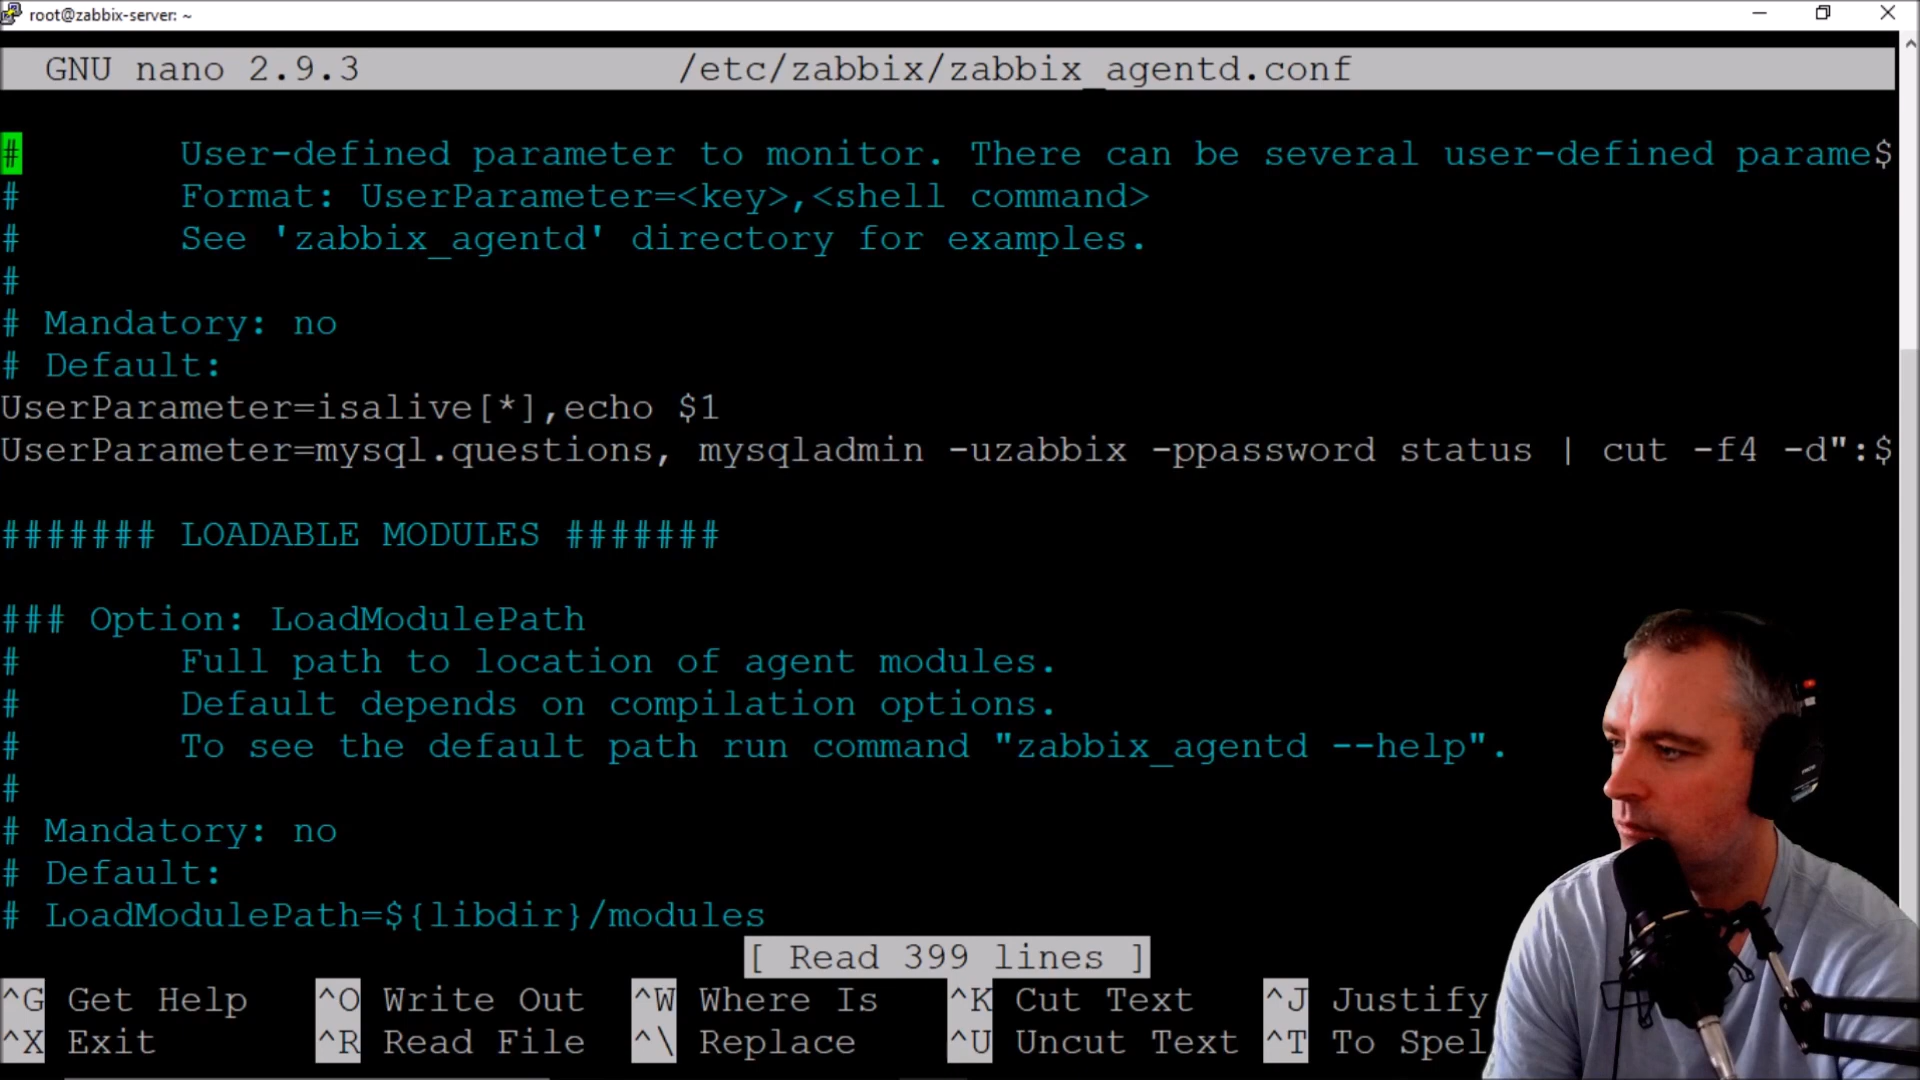 root@zabbix-server: ~
GNU nano 2.9.3 /etc/zabbix/zabbix_agentd.conf
# User-defined parameter to monitor. There can be several user-defined parame$
# Format: UserParameter=<key>,<shell command>
# See 'zabbix_agentd' directory for examples.
#
# Mandatory: no
# Default:
UserParameter=isalive[*],echo $1
UserParameter=mysql.questions, mysqladmin -uzabbix -ppassword status | cut -f4 -d":$
####### LOADABLE MODULES #######
### Option: LoadModulePath
# Full path to location of agent modules.
# Default depends on compilation options.
# To see the default path run command "zabbix_agentd --help".
#
# Mandatory: no
# Default:
# LoadModulePath=${libdir}/modules
[ Read 399 lines ]
^G Get Help ^O Write Out ^W Where Is ^K Cut Text ^J Justify
^X Exit ^R Read File ^\ Replace ^U Uncut Text ^T To Spel